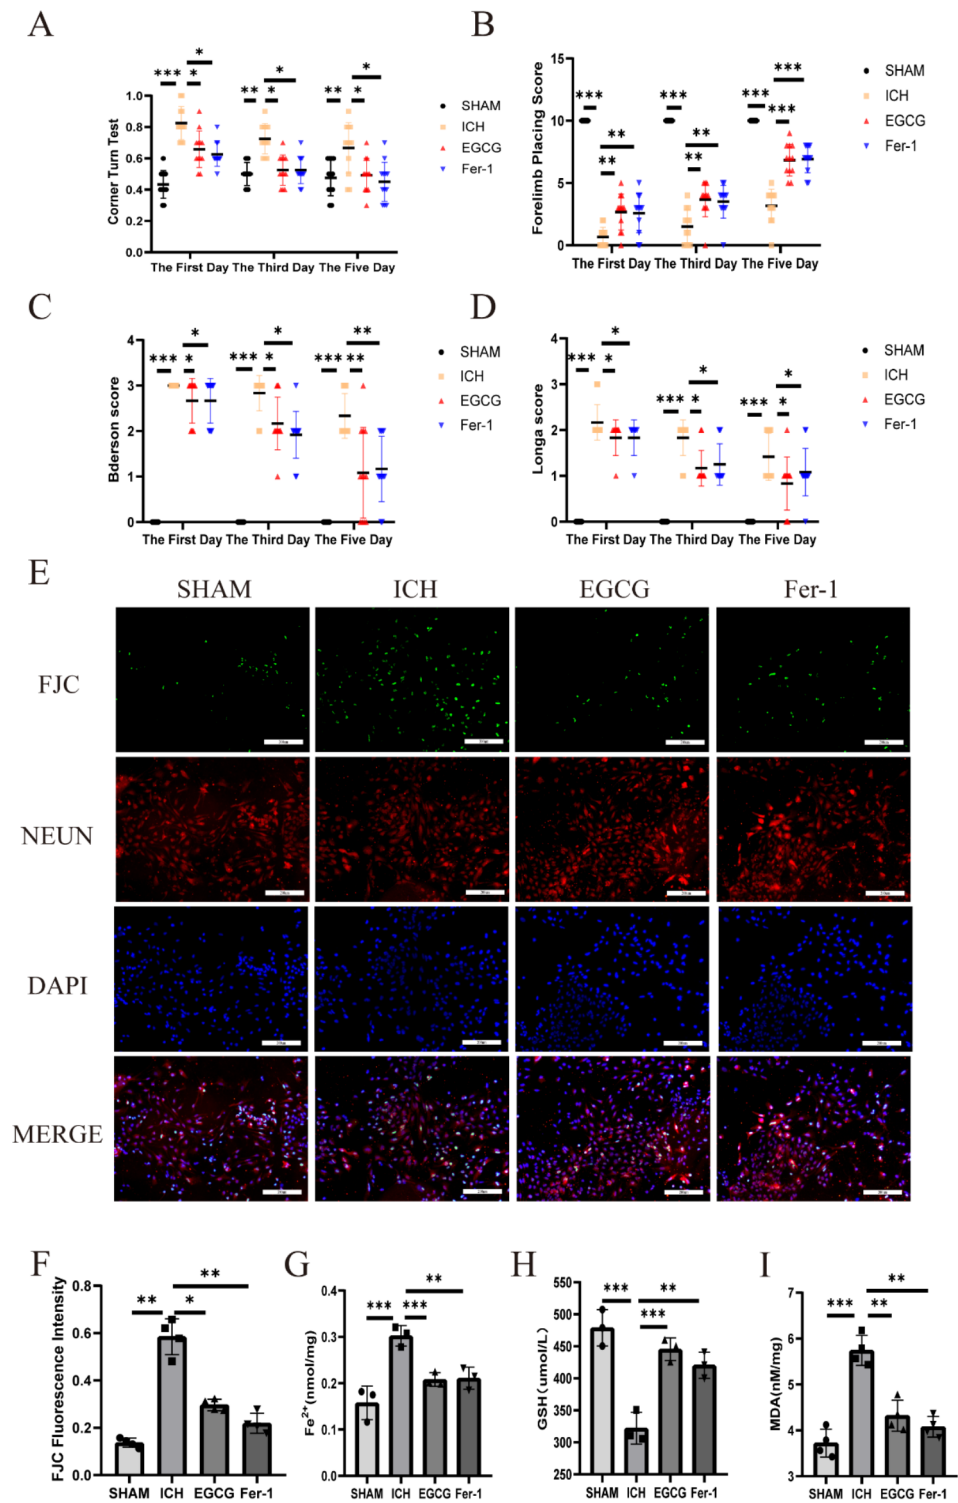 A
Corner Turn Test
1.0
0.8
0.6
0.4
0.2
0.0
*** * *
** * *
** * *
The First Day The Third Day The Five Day
SHAM
ICH
EGCG
Fer-1
B
Forelimb Placing Score
15
10
5
0
*** ** **
*** ** **
*** *** ***
The First Day The Third Day The Five Day
SHAM
ICH
EGCG
Fer-1
C
Bderson score
4
3
2
1
0
*** * *
*** * *
*** ** **
The First Day The Third Day The Five Day
SHAM
ICH
EGCG
Fer-1
D
Longa score
4
3
2
1
0
*** * *
*** * *
*** * *
The First Day The Third Day The Five Day
SHAM
ICH
EGCG
Fer-1
E
SHAM ICH EGCG Fer-1
FJC
NEUN
DAPI
MERGE
F
FJC Fluorescence Intensity
0.8
0.6
0.4
0.2
0.0
** * **
SHAM ICH EGCG Fer-1
G
Fe²⁺(nmol/mg)
0.4
0.3
0.2
0.1
0.0
*** *** **
SHAM ICH EGCG Fer-1
H
GSH(umol/L)
550
500
450
400
350
300
250
*** *** **
SHAM ICH EGCG Fer-1
I
MDA(nM/mg)
7
6
5
4
3
*** ** **
SHAM ICH EGCG Fer-1